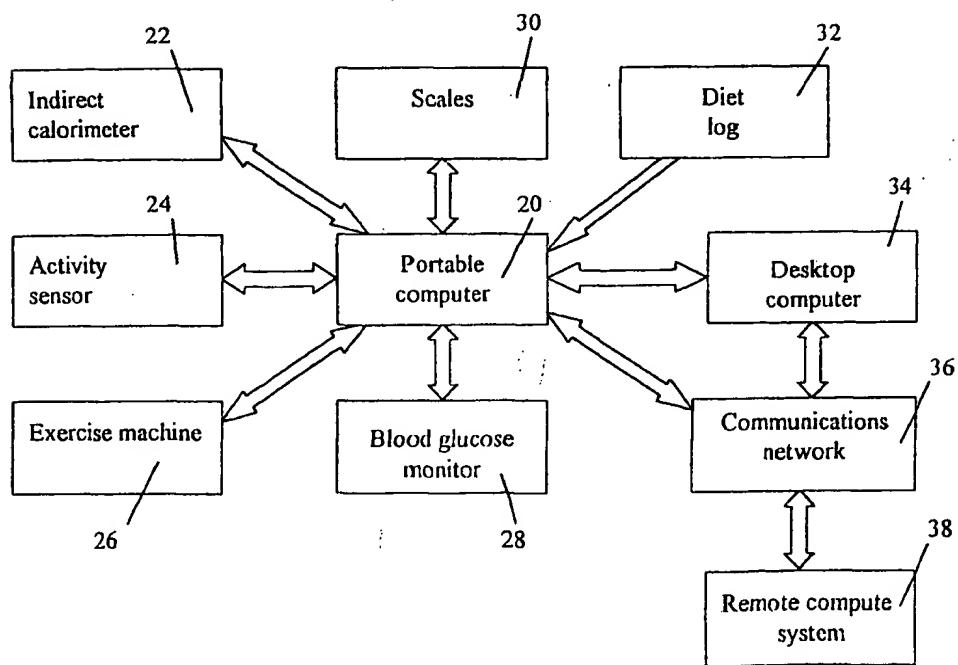 22
30
32
Indirect
calorimeter
Scales
Diet
log
24
20
34
Activity
sensor
Portable
computer
Desktop
computer
36
Exercise machine
Blood glucose
monitor
Communications
network
26
28
38
Remote compute
system